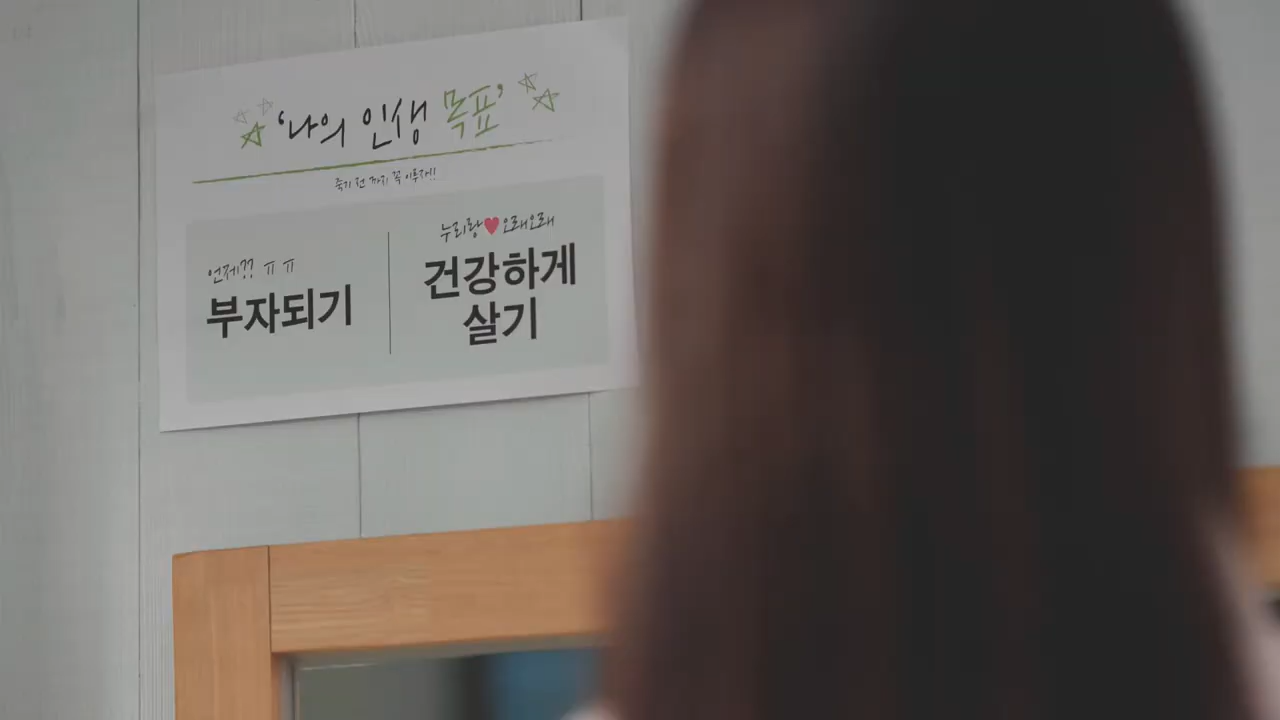 '나의 인생 목표'
죽기 전 까지 꼭 이루자!!
언제?? ㅠㅠ
부자되기
누리랑♥오래오래
건강하게
살기